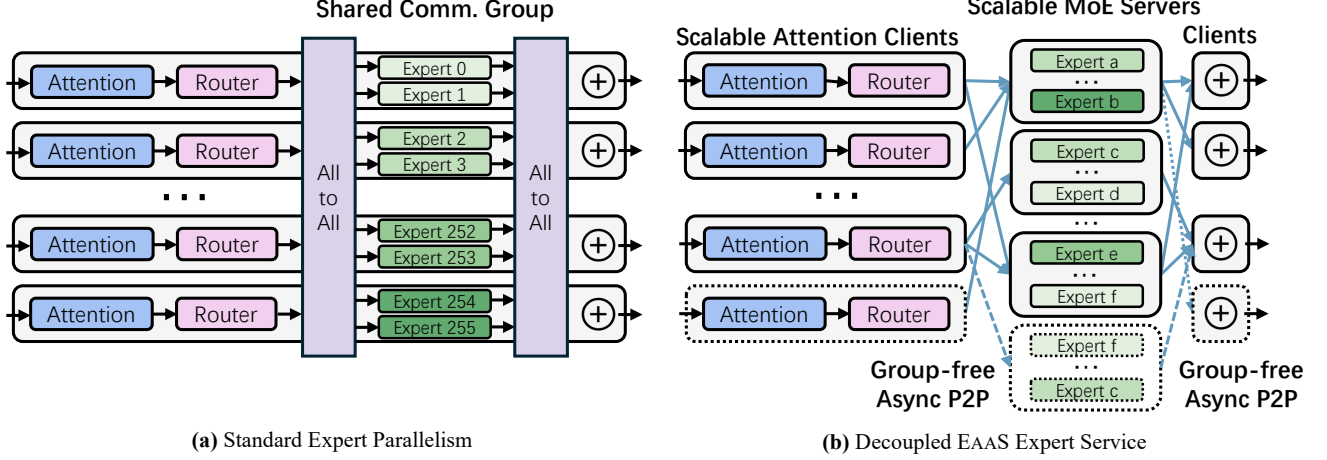 Shared Comm. Group
Attention
Router
Expert 0
Expert 1
Attention
Router
Expert 2
Expert 3
All
to
All
All
to
All
...
Attention
Router
Expert 252
Expert 253
Attention
Router
Expert 254
Expert 255
(a) Standard Expert Parallelism
Scalable MoE Servers
Scalable Attention Clients
Clients
Attention
Router
Expert a
...
Expert b
Attention
Router
Expert c
...
Expert d
...
...
Attention
Router
Expert e
...
Expert f
Attention
Router
Expert f
...
Expert c
Group-free
Async P2P
Group-free
Async P2P
(b) Decoupled EAAS Expert Service